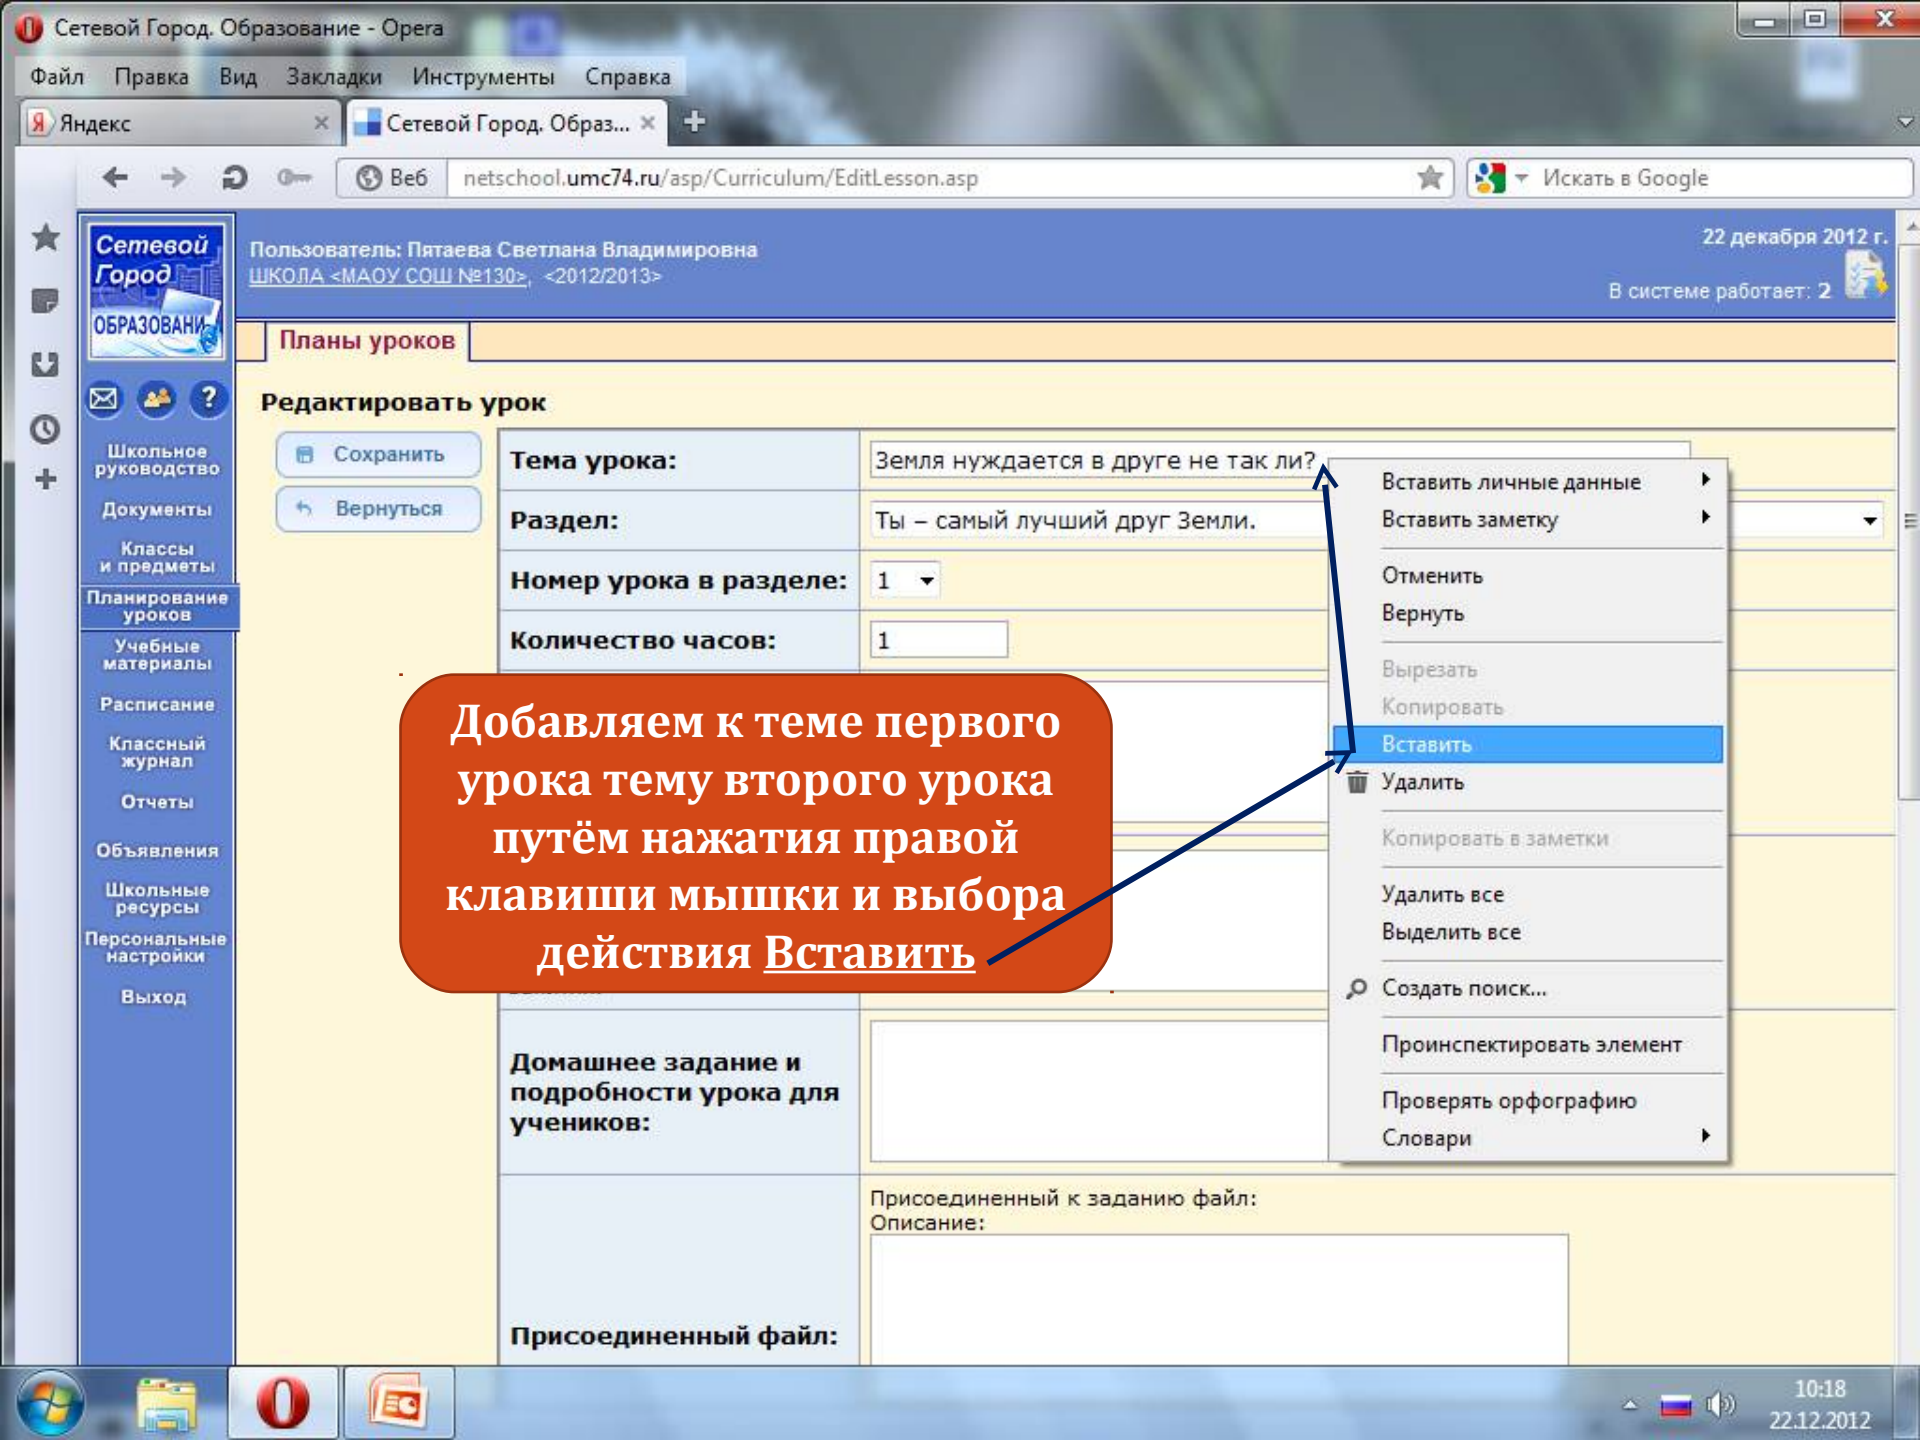 Сетевой Город. Образование - Opera
Файл Правка Вид Закладки Инструменты Справка
Яндекс
Сетевой Город. Образ...
Веб
netschool.umc74.ru/asp/Curriculum/EditLesson.asp
Искать в Google
Сетевой
Город
ОБРАЗОВАНИ
Пользователь: Пятаева Светлана Владимировна
ШКОЛА <МАОУ СОШ №130>, <2012/2013>
22 декабря 2012 г.
В системе работает: 2
Планы уроков
Редактировать урок
Сохранить
Вернуться
Школьное
руководство
Документы
Классы
и предметы
Планирование
уроков
Учебные
материалы
Расписание
Классный
журнал
Отчеты
Объявления
Школьные
ресурсы
Персональные
настройки
Выход
Тема урока:
Земля нуждается в друге не так ли?
Раздел:
Ты – самый лучший друг Земли.
Номер урока в разделе:
1
Количество часов:
1
Добавляем к теме первого
урока тему второго урока
путём нажатия правой
клавиши мышки и выбора
действия Вставить
Домашнее задание и
подробности урока для
учеников:
Присоединенный файл:
Присоединенный к заданию файл:
Описание:
Вставить личные данные
Вставить заметку
Отменить
Вернуть
Вырезать
Копировать
Вставить
Удалить
Копировать в заметки
Удалить все
Выделить все
Создать поиск...
Проинспектировать элемент
Проверять орфографию
Словари
10:18
22.12.2012